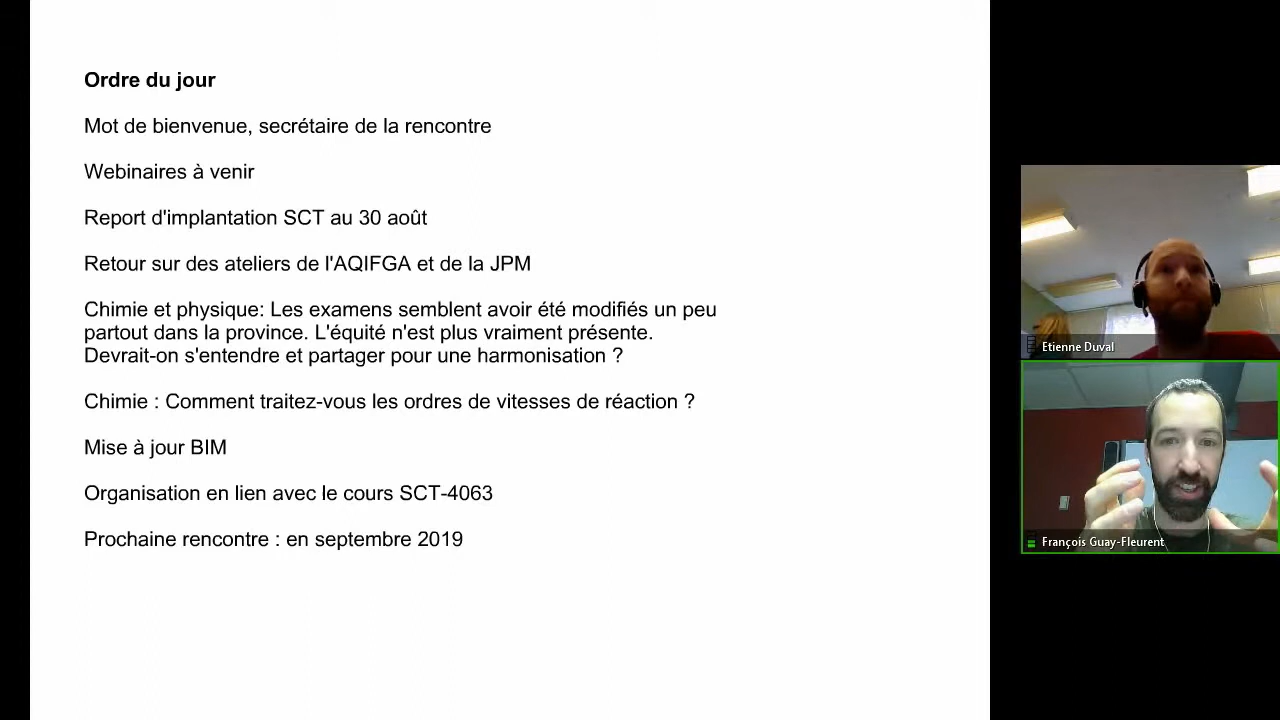 Ordre du jour
Mot de bienvenue, secrétaire de la rencontre
Webinaires à venir
Report d'implantation SCT au 30 août
Retour sur des ateliers de l'AQIFGA et de la JPM
Chimie et physique: Les examens semblent avoir été modifiés un peu
partout dans la province. L'équité n'est plus vraiment présente.
Devrait-on s'entendre et partager pour une harmonisation ?
Chimie : Comment traitez-vous les ordres de vitesses de réaction ?
Mise à jour BIM
Organisation en lien avec le cours SCT-4063
Prochaine rencontre : en septembre 2019
Etienne Duval
François Guay-Fleurent